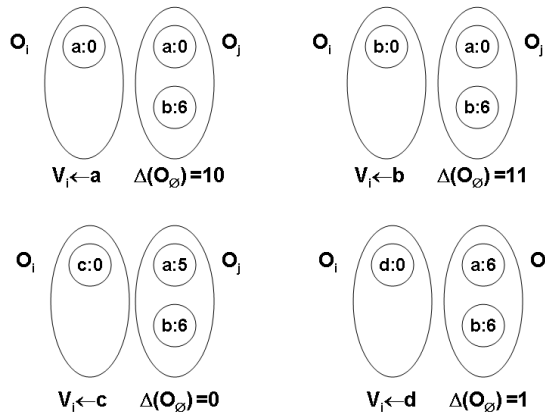 Oᵢ a:0 a:0 Oⱼ
b:6
Vᵢ←a Δ(O∅)=10
Oᵢ b:0 a:0 Oⱼ
b:6
Vᵢ←b Δ(O∅)=11
Oᵢ c:0 a:5 Oⱼ
b:6
Vᵢ←c Δ(O∅)=0
Oᵢ d:0 a:6 O
b:6
Vᵢ←d Δ(O∅)=1